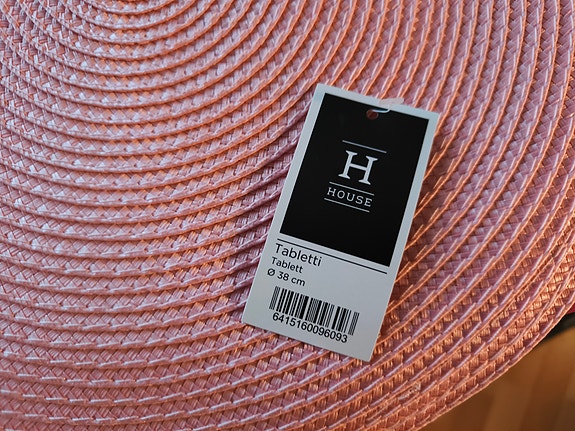 H
HOUSE
Tabletti
Tablett
Ø 38 cm
6415160096093